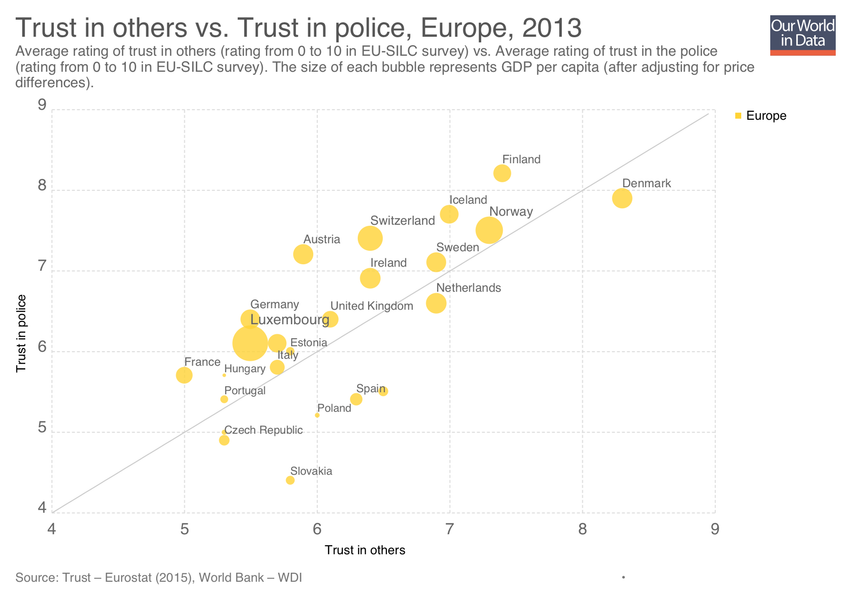 Trust in others vs. Trust in police, Europe, 2013
Our World
in Data
Average rating of trust in others (rating from 0 to 10 in EU-SILC survey) vs. Average rating of trust in the police
(rating from 0 to 10 in EU-SILC survey). The size of each bubble represents GDP per capita (after adjusting for price
differences).
9
Europe
Finland
8
Denmark
Iceland
Norway
Switzerland
Austria
Sweden
7
Ireland
Netherlands
Germany
United Kingdom
Luxembourg
6
Estonia
Italy
France
Hungary
Portugal
Spain
Poland
5
Czech Republic
Slovakia
4
Trust in police
4
5
6
7
8
9
Trust in others
Source: Trust – Eurostat (2015), World Bank – WDI